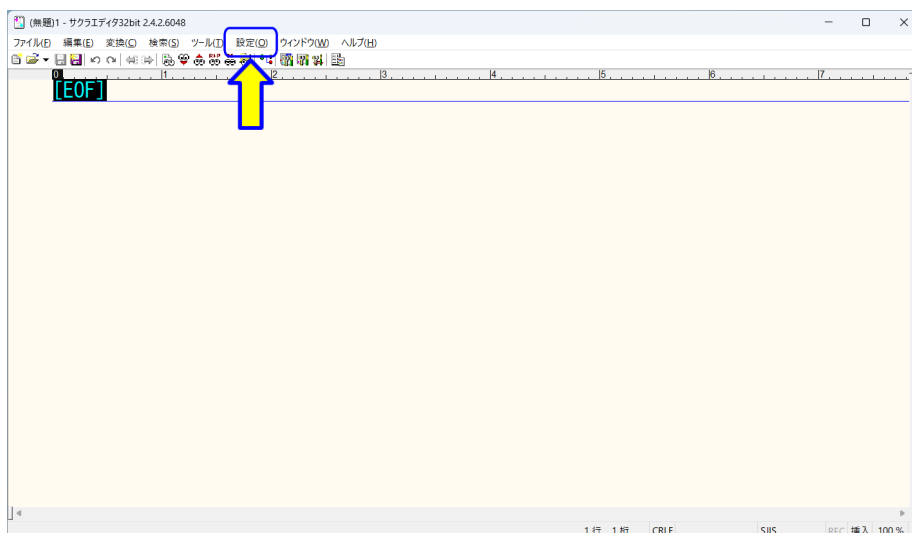 (無題)1 - サクラエディタ32bit 2.4.2.6048
ファイル(F) 編集(E) 変換(C) 検索(S) ツール(T) 設定(O) ウィンドウ(W) ヘルプ(H)
0 1 2 3 4 5 6 7
[EOF]
1 行 1 桁 CRLF SJIS REC 挿入 100 %